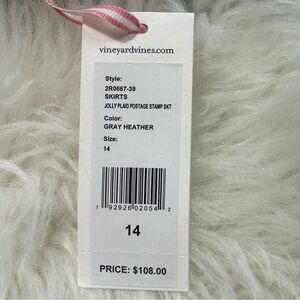 vineyardvines.com
Style:
2R0667-39
SKIRTS
JOLLY PLAID POSTAGE STAMP SKT
Color:
GRAY HEATHER
Size:
14
1 92926 02054 2
14
PRICE: $108.00